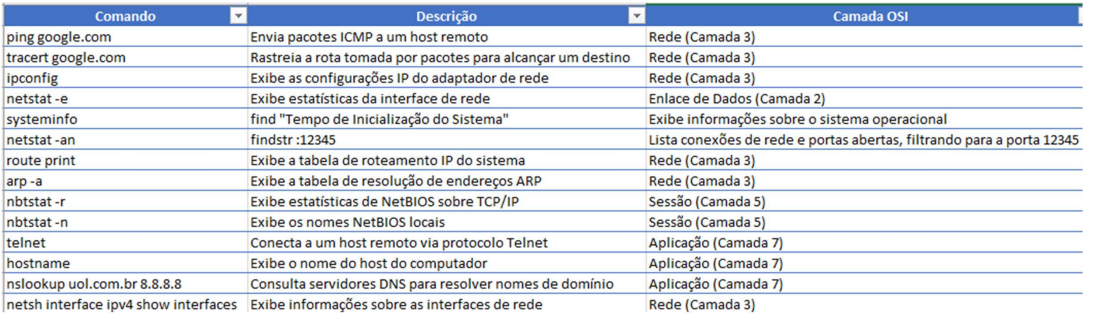 Comando Descrição Camada OSI
ping google.com Envia pacotes ICMP a um host remoto Rede (Camada 3)
tracert google.com Rastreia a rota tomada por pacotes para alcançar um destino Rede (Camada 3)
ipconfig Exibe as configurações IP do adaptador de rede Rede (Camada 3)
netstat -e Exibe estatísticas da interface de rede Enlace de Dados (Camada 2)
systeminfo find "Tempo de Inicialização do Sistema" Exibe informações sobre o sistema operacional
netstat -an findstr :12345 Lista conexões de rede e portas abertas, filtrando para a porta 12345
route print Exibe a tabela de roteamento IP do sistema Rede (Camada 3)
arp -a Exibe a tabela de resolução de endereços ARP Rede (Camada 3)
nbtstat -r Exibe estatísticas de NetBIOS sobre TCP/IP Sessão (Camada 5)
nbtstat -n Exibe os nomes NetBIOS locais Sessão (Camada 5)
telnet Conecta a um host remoto via protocolo Telnet Aplicação (Camada 7)
hostname Exibe o nome do host do computador Aplicação (Camada 7)
nslookup uol.com.br 8.8.8.8 Consulta servidores DNS para resolver nomes de domínio Aplicação (Camada 7)
netsh interface ipv4 show interfaces Exibe informações sobre as interfaces de rede Rede (Camada 3)